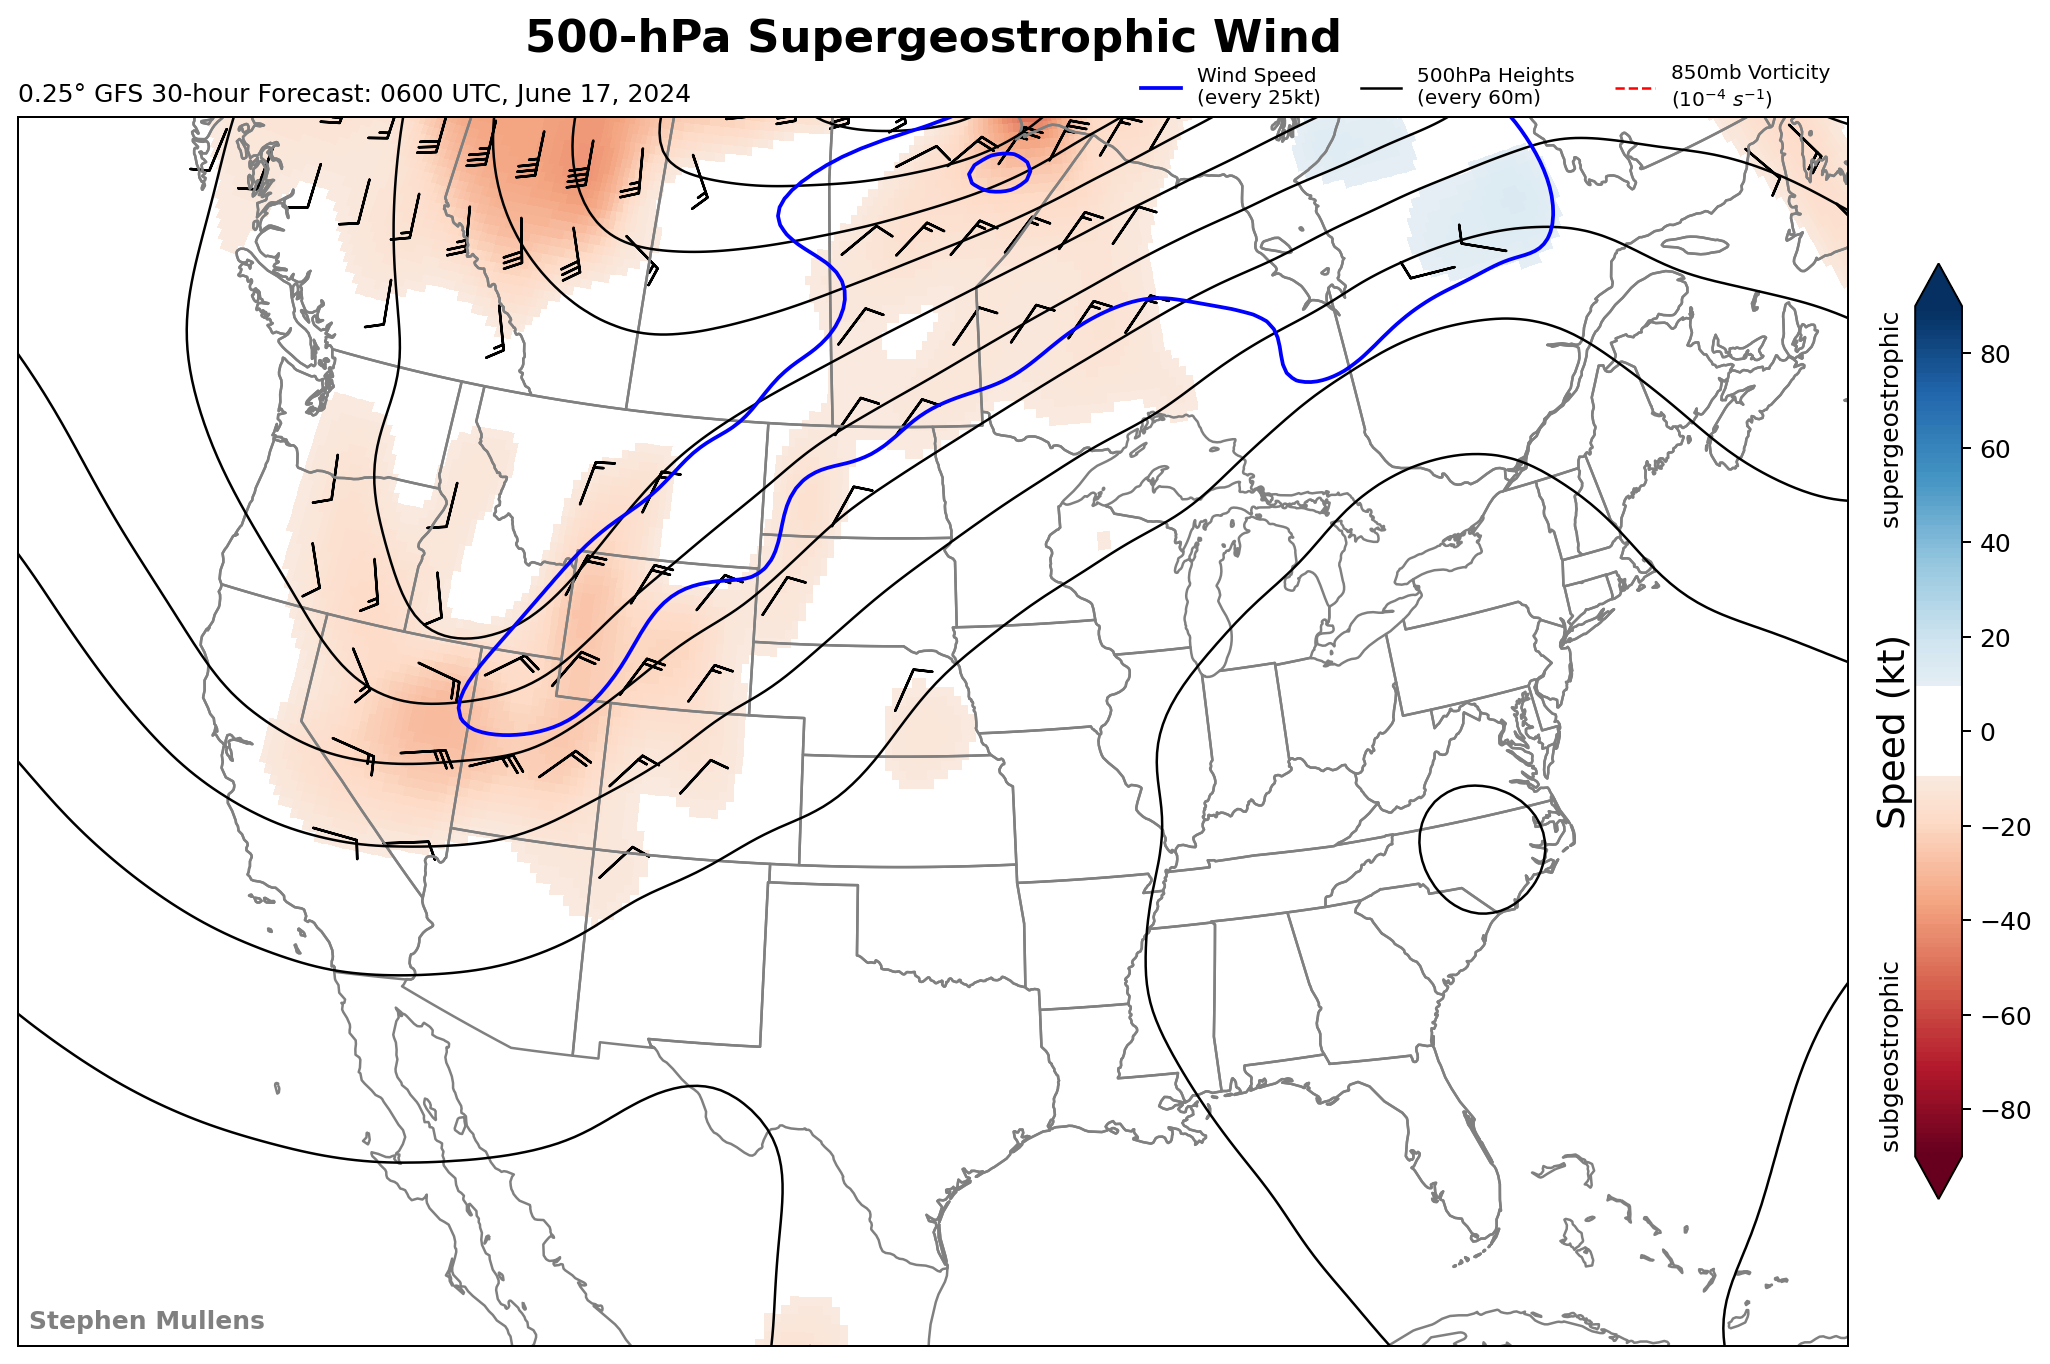 500-hPa Supergeostrophic Wind
0.25° GFS 30-hour Forecast: 0600 UTC, June 17, 2024
Wind Speed
(every 25kt)
500hPa Heights
(every 60m)
850mb Vorticity
(10⁻⁴ s⁻¹)
supergeostrophic
Speed (kt)
subgeostrophic
80
60
40
20
0
−20
−40
−60
−80
Stephen Mullens